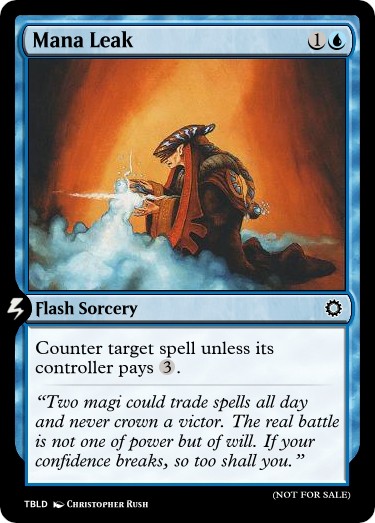 Mana Leak 1
Flash Sorcery
Counter target spell unless its
controller pays 3.
“Two magi could trade spells all day
and never crown a victor. The real battle
is not one of power but of will. If your
confidence breaks, so too shall you.”
TBLD Christopher Rush
(NOT FOR SALE)